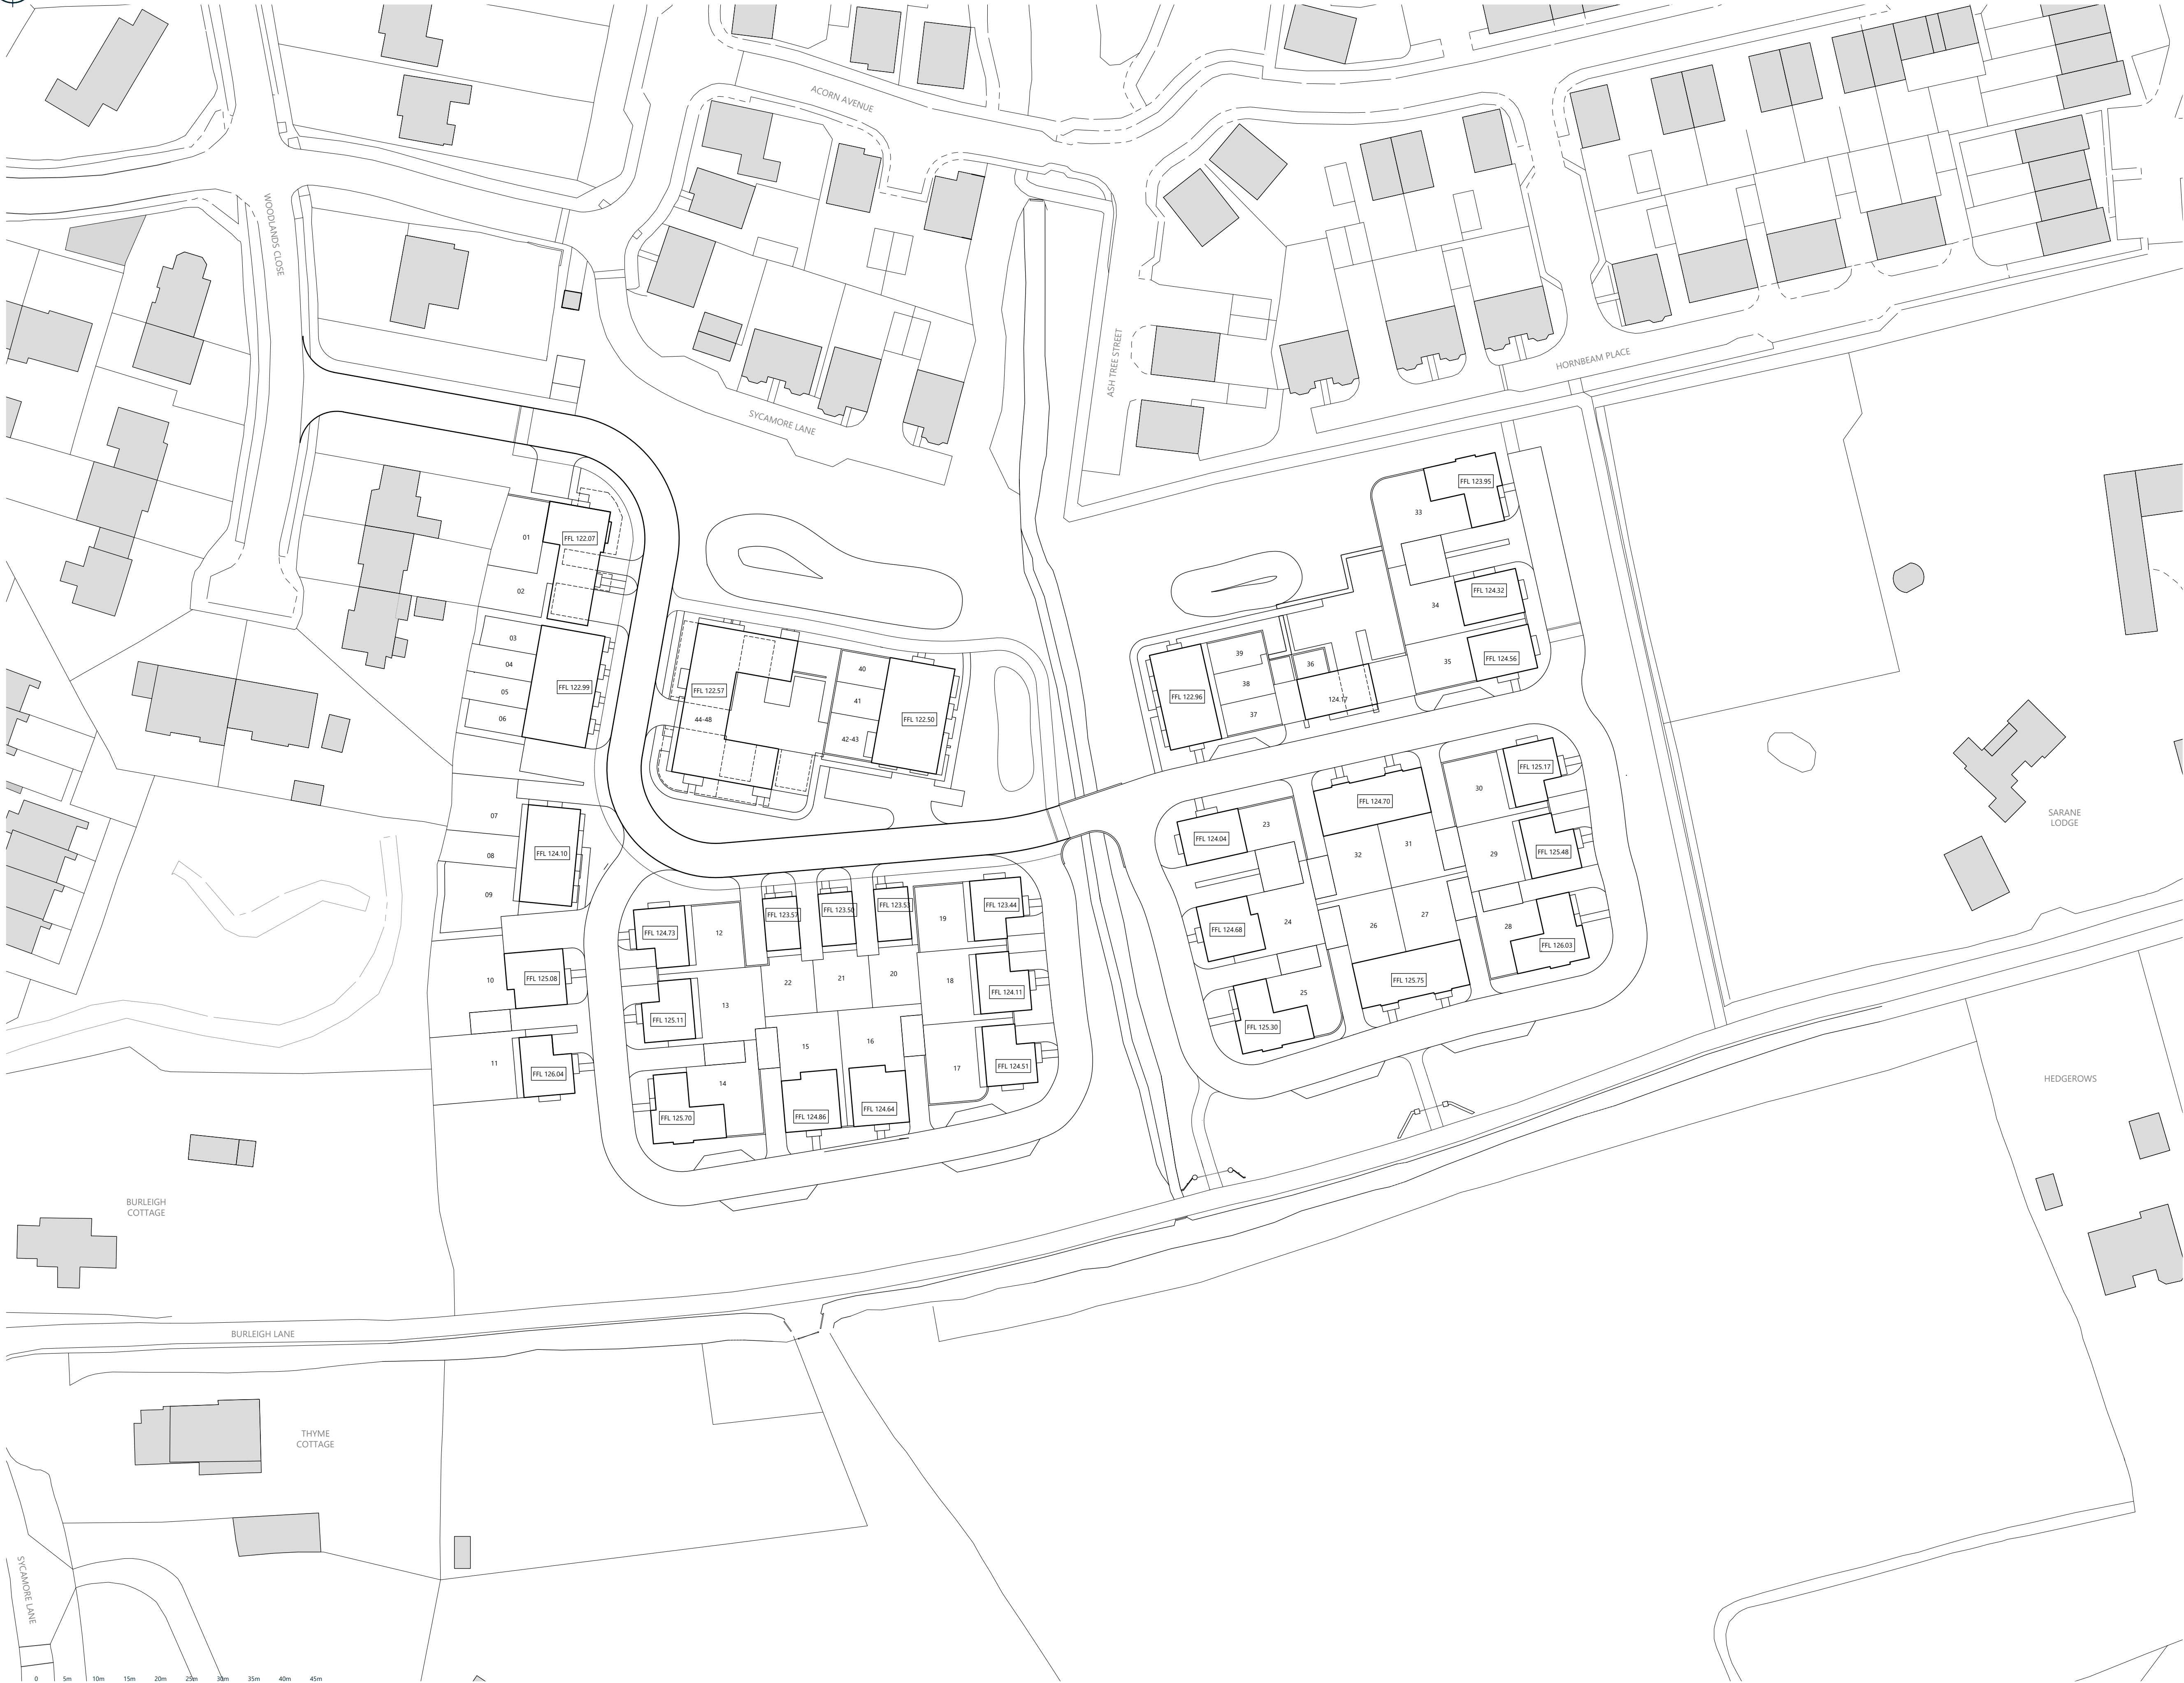 ACORN AVENUE
WOODLANDS CLOSE
ASH TREE STREET
HORNBEAM PLACE
SYCAMORE LANE
FFL 123.95
33
01
FFL 122.07
02
FFL 124.32
34
03
04
05
06
FFL 122.99
FFL 122.57
44-48
40
41
42-43
FFL 122.50
FFL 122.96
39
38
37
36
124.17
35
FFL 124.56
07
08
09
FFL 124.10
FFL 124.04
23
FFL 124.70
32
31
30
FFL 125.17
29
FFL 125.48
SARANE
LODGE
FFL 124.73
12
FFL 123.57
FFL 123.50
FFL 123.53
19
FFL 123.44
FFL 124.68
24
26
27
28
FFL 126.03
10
FFL 125.08
FFL 125.11
13
22
21
20
18
FFL 124.11
25
FFL 125.30
FFL 125.75
11
FFL 126.04
14
FFL 125.70
15
16
FFL 124.86
FFL 124.64
17
FFL 124.51
HEDGEROWS
BURLEIGH
COTTAGE
BURLEIGH LANE
THYME
COTTAGE
SYCAMORE LANE
0 5m 10m 15m 20m 25m 30m 35m 40m 45m